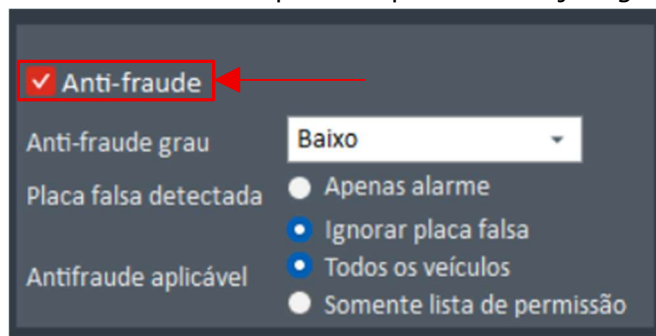 Anti-fraude
Anti-fraude grau
Baixo
Placa falsa detectada
Apenas alarme
Ignorar placa falsa
Antifraude aplicável
Todos os veículos
Somente lista de permissão